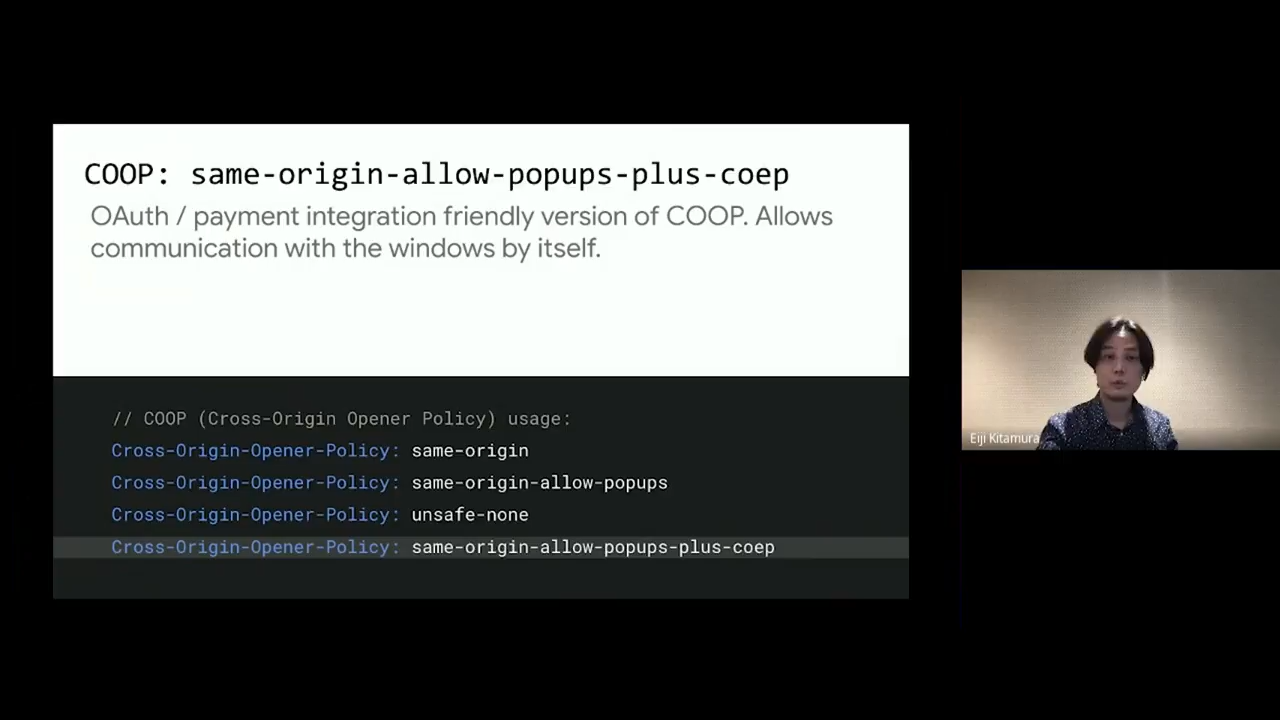 COOP: same-origin-allow-popups-plus-coep
OAuth / payment integration friendly version of COOP. Allows
communication with the windows by itself.
// COOP (Cross-Origin Opener Policy) usage:
Cross-Origin-Opener-Policy: same-origin
Cross-Origin-Opener-Policy: same-origin-allow-popups
Cross-Origin-Opener-Policy: unsafe-none
Cross-Origin-Opener-Policy: same-origin-allow-popups-plus-coep
Eiji Kitamura